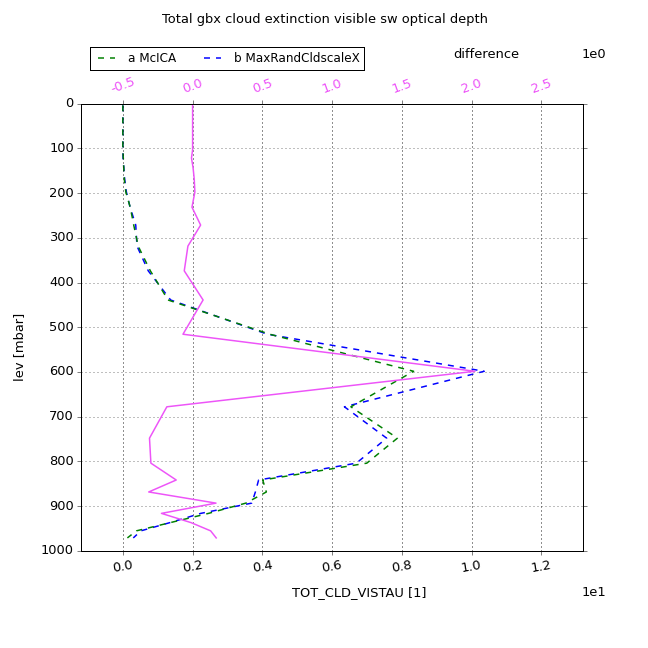 Total gbx cloud extinction visible sw optical depth
a McICA b MaxRandCldscaleX difference 1e0
-0.5 0.0 0.5 1.0 1.5 2.0 2.5
0
100
200
300
400
500
600
700
800
900
1000
lev [mbar]
0.0 0.2 0.4 0.6 0.8 1.0 1.2
TOT_CLD_VISTAU [1] 1e1